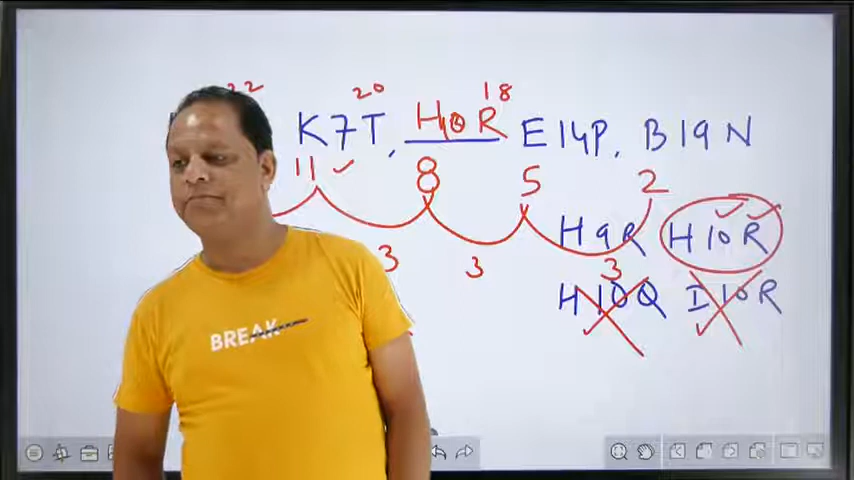 22 20 18
K7T, H10R E14P, B19N
11 8 5 2
H9R H10R
3 3 3
H10Q I10R
BREAK